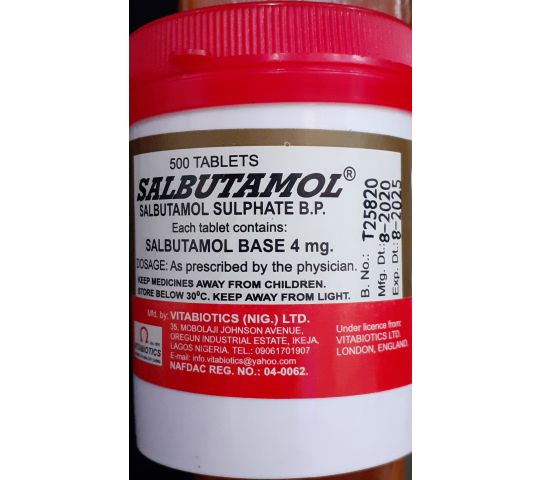 500 TABLETS
SALBUTAMOL®
SALBUTAMOL SULPHATE B.P.
Each tablet contains:
SALBUTAMOL BASE 4 mg.
DOSAGE: As prescribed by the physician.
KEEP MEDICINES AWAY FROM CHILDREN.
STORE BELOW 30⁰C. KEEP AWAY FROM LIGHT.
B. No.: T25820
Mfg. Dt.: 8-2020
Exp. Dt.: 8-2025
Mfd. by: VITABIOTICS (NIG.) LTD.
35, MOBOLAJI JOHNSON AVENUE,
OREGUN INDUSTRIAL ESTATE, IKEJA,
LAGOS NIGERIA. TEL.: 09061701907
E-mail: info.vitabiotics@yahoo.com
NAFDAC REG. NO.: 04-0062.
VITABIOTICS
Under licence from:
VITABIOTICS LTD.
LONDON, ENGLAND.